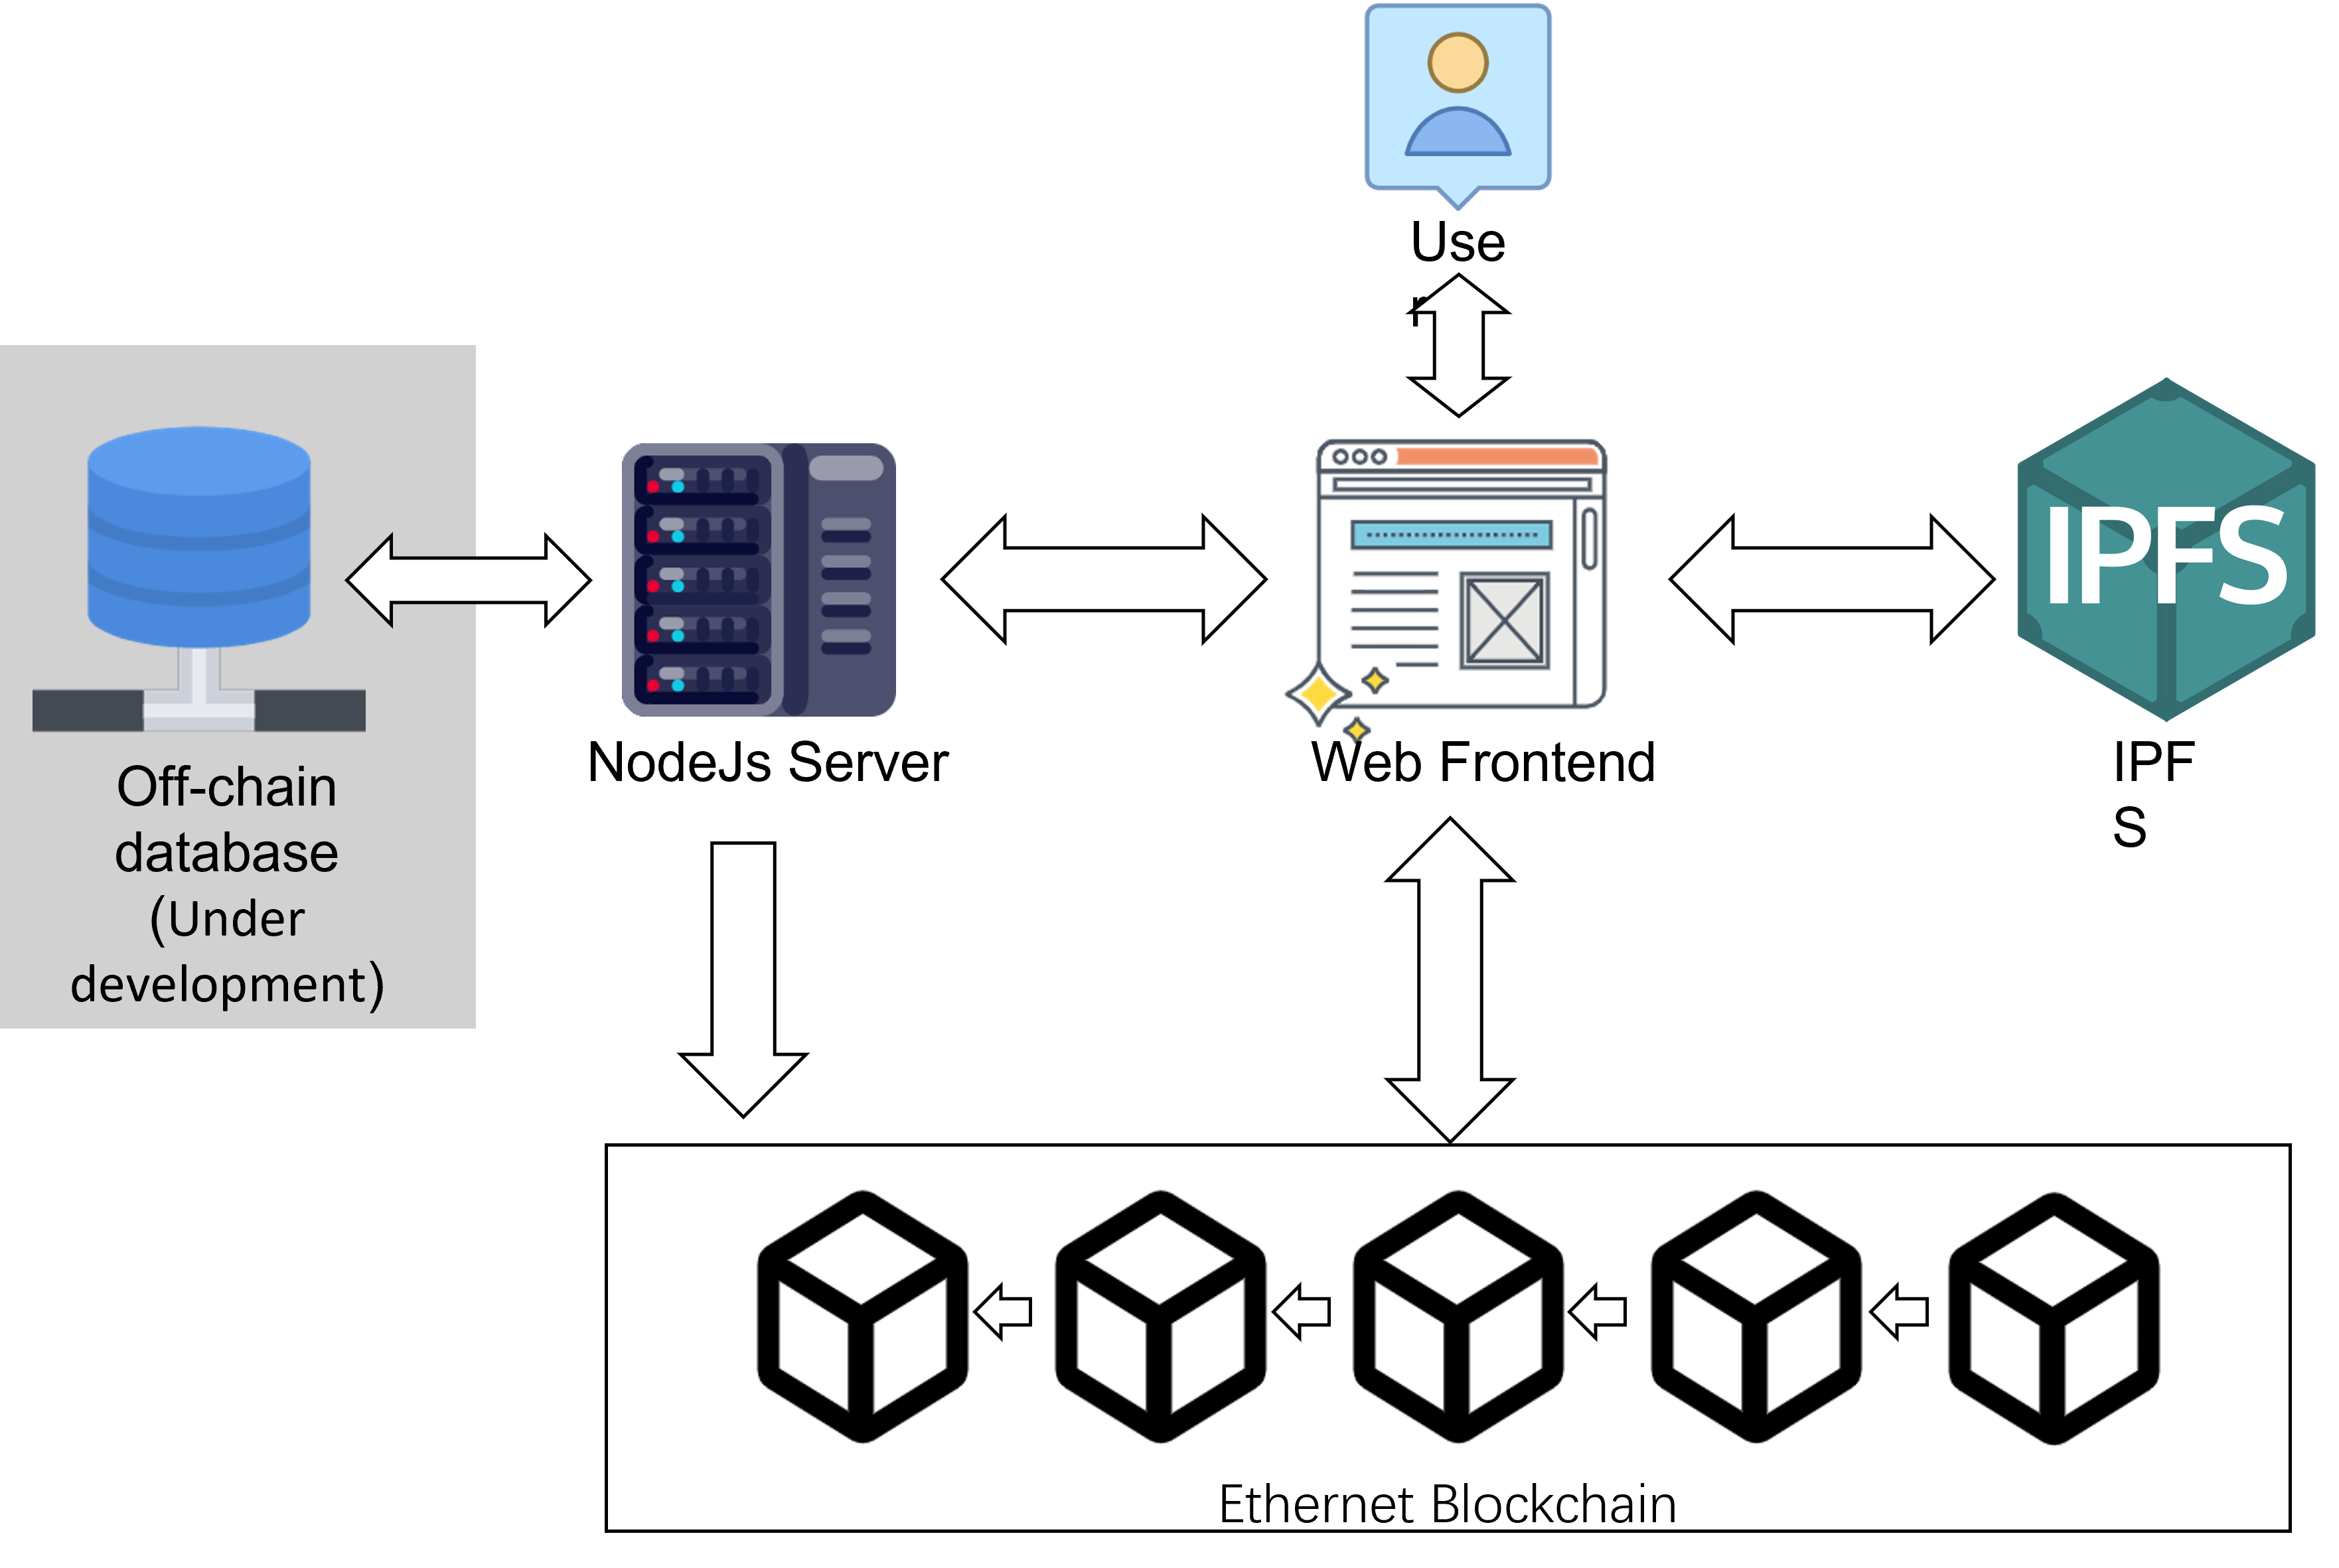 Use
r
IPFS
NodeJs Server
Web Frontend
IPF
S
Off-chain
database
(Under
development)
Ethernet Blockchain